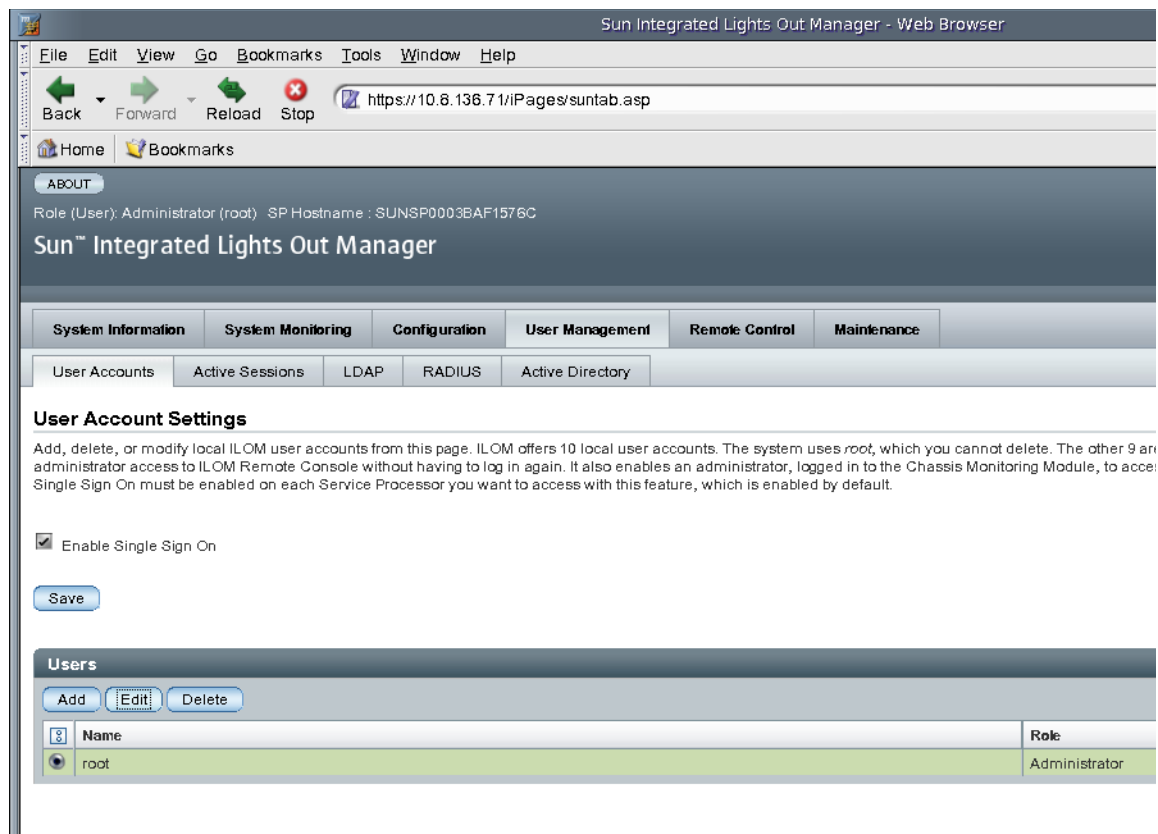 Sun Integrated Lights Out Manager - Web Browser
File Edit View Go Bookmarks Tools Window Help
Back Forward Reload Stop https://10.8.136.71/iPages/suntab.asp
Home Bookmarks
ABOUT
Role (User): Administrator (root) SP Hostname : SUNSP0003BAF1576C
Sun™ Integrated Lights Out Manager
System Information System Monitoring Configuration User Management Remote Control Maintenance
User Accounts Active Sessions LDAP RADIUS Active Directory
User Account Settings
Add, delete, or modify local ILOM user accounts from this page. ILOM offers 10 local user accounts. The system uses root, which you cannot delete. The other 9 are
administrator access to ILOM Remote Console without having to log in again. It also enables an administrator, logged in to the Chassis Monitoring Module, to acce
Single Sign On must be enabled on each Service Processor you want to access with this feature, which is enabled by default.
Enable Single Sign On
Save
Users
Add Edit Delete
Name Role
root Administrator